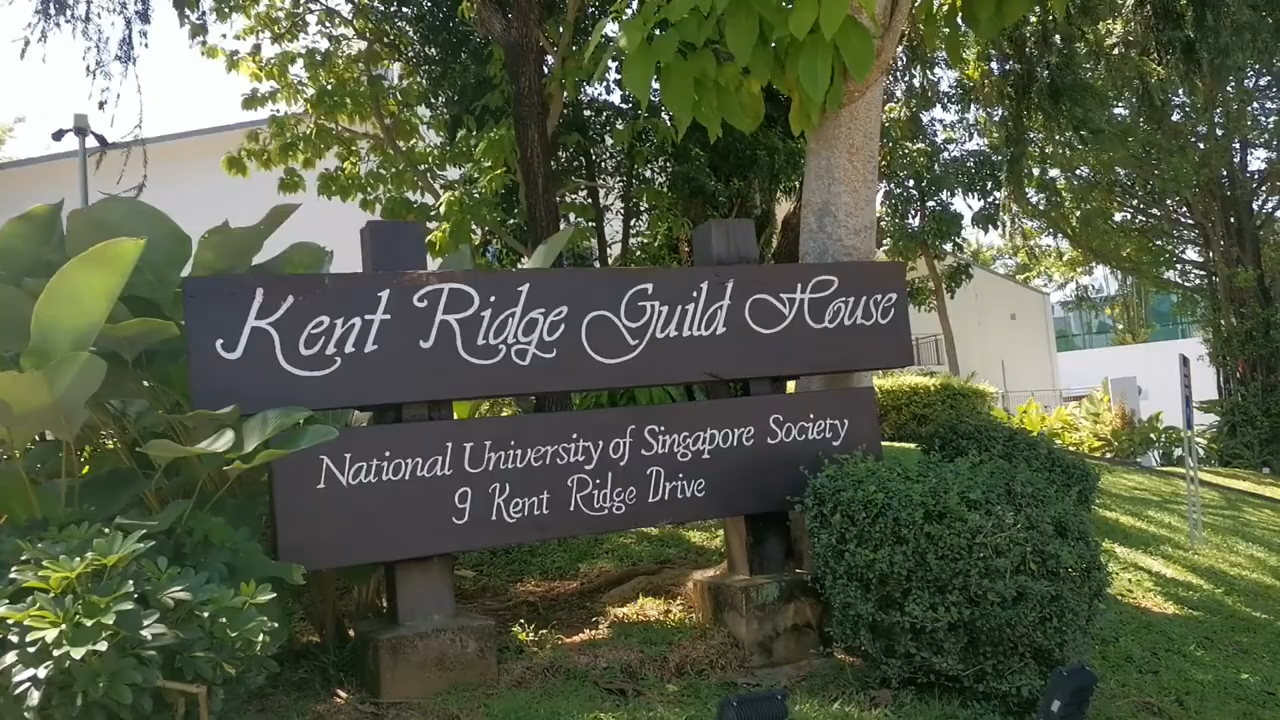 Kent Ridge Guild House
National University of Singapore Society
9 Kent Ridge Drive